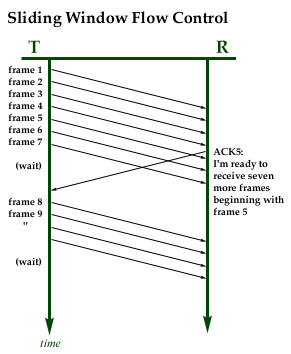 Sliding Window Flow Control
T
R
frame 1
frame 2
frame 3
frame 4
frame 5
frame 6
frame 7
(wait)
ACK5:
I'm ready to
receive seven
more frames
beginning with
frame 5
frame 8
frame 9
"
(wait)
time